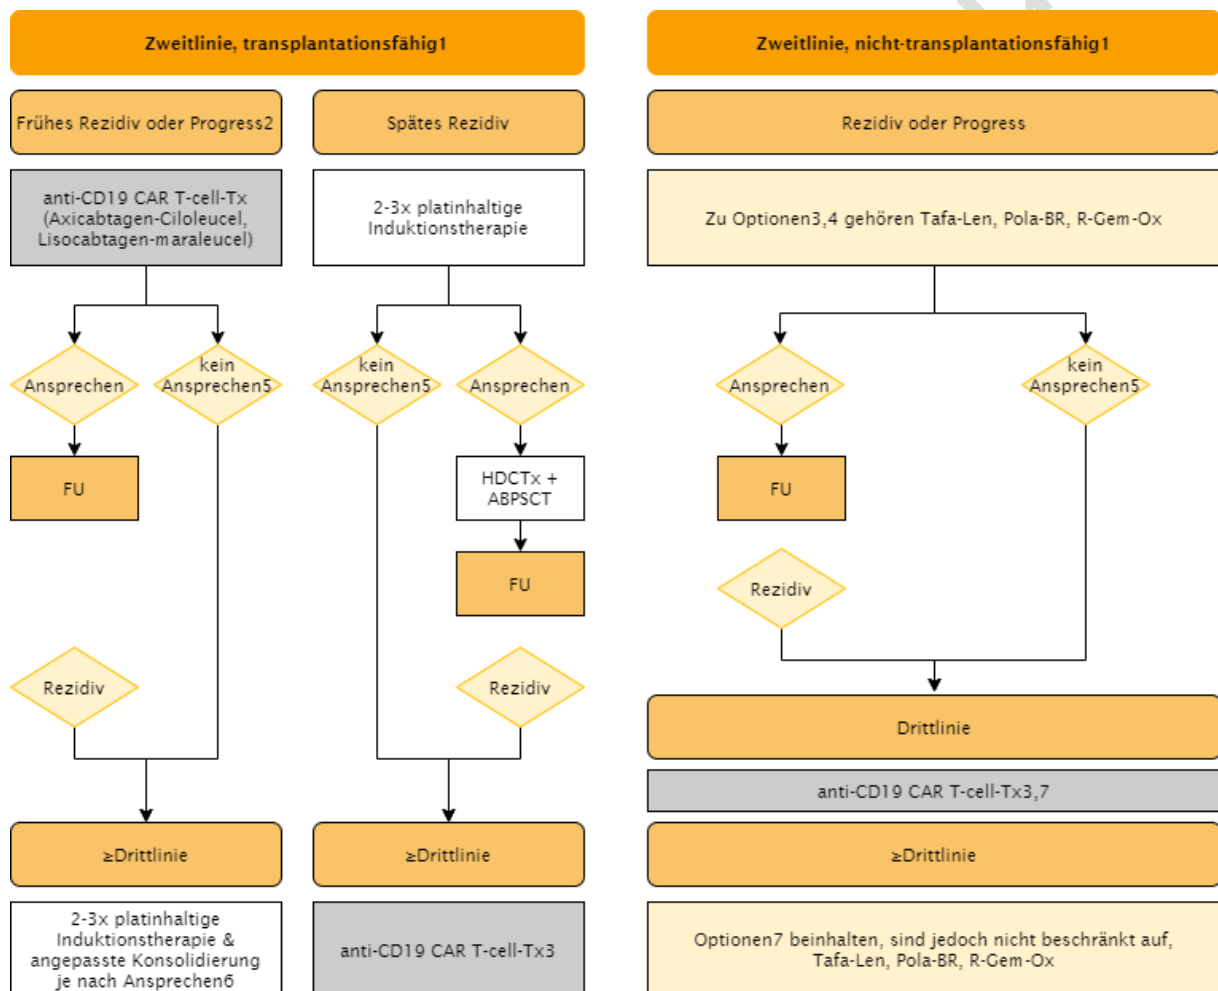 Zweitlinie, transplantationsfähig1
Frühes Rezidiv oder Progress2
anti-CD19 CAR T-cell-Tx
(Axicabtagen-Ciloleucel,
Lisocabtagen-maraleucel)
Ansprechen
kein
Ansprechen5
FU
Rezidiv
≥Drittlinie
2-3x platinhaltige
Induktionstherapie &
angepasste Konsolidierung
je nach Ansprechen6
Spätes Rezidiv
2-3x platinhaltige
Induktionstherapie
kein
Ansprechen5
Ansprechen
HDCTx +
ABPSCT
FU
Rezidiv
≥Drittlinie
anti-CD19 CAR T-cell-Tx3
Zweitlinie, nicht-transplantationsfähig1
Rezidiv oder Progress
Zu Optionen3,4 gehören Tafa-Len, Pola-BR, R-Gem-Ox
Ansprechen
kein
Ansprechen5
FU
Rezidiv
Drittlinie
anti-CD19 CAR T-cell-Tx3,7
≥Drittlinie
Optionen7 beinhalten, sind jedoch nicht beschränkt auf,
Tafa-Len, Pola-BR, R-Gem-Ox